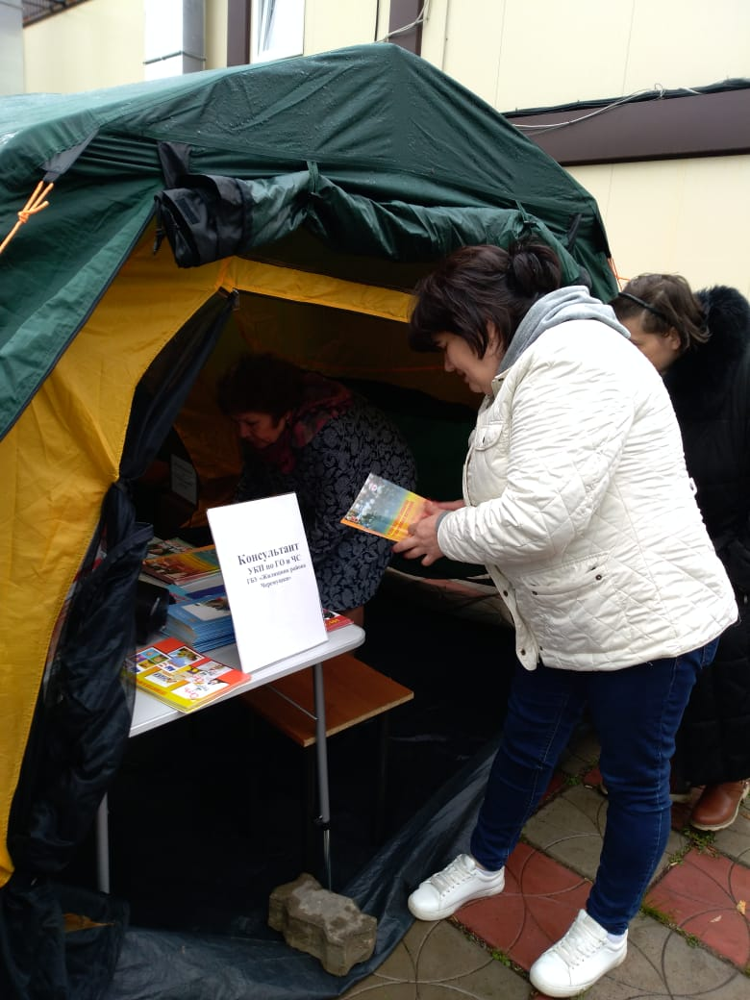 Консультант
УКП по ГО и ЧС
ГБУ «Жилищник района
Черемушки»